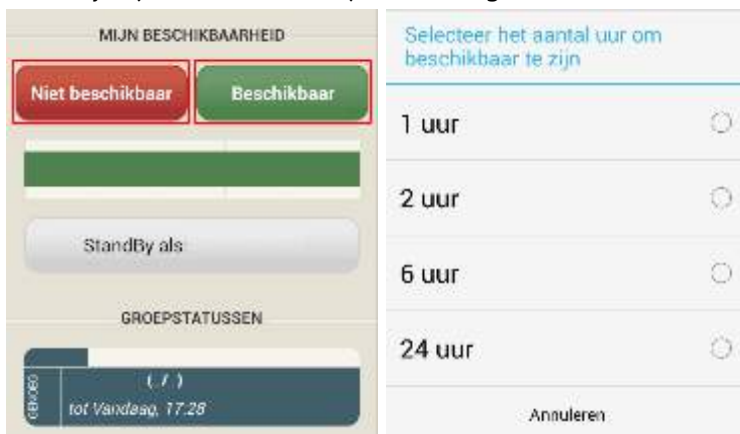 MIJN BESCHIKBAARHEID
Niet beschikbaar
Beschikbaar
StandBy als
GROEPSTATUSSEN
GENOEG
( / )
tot Vandaag, 17:28
Selecteer het aantal uur om
beschikbaar te zijn
1 uur
2 uur
6 uur
24 uur
Annuleren